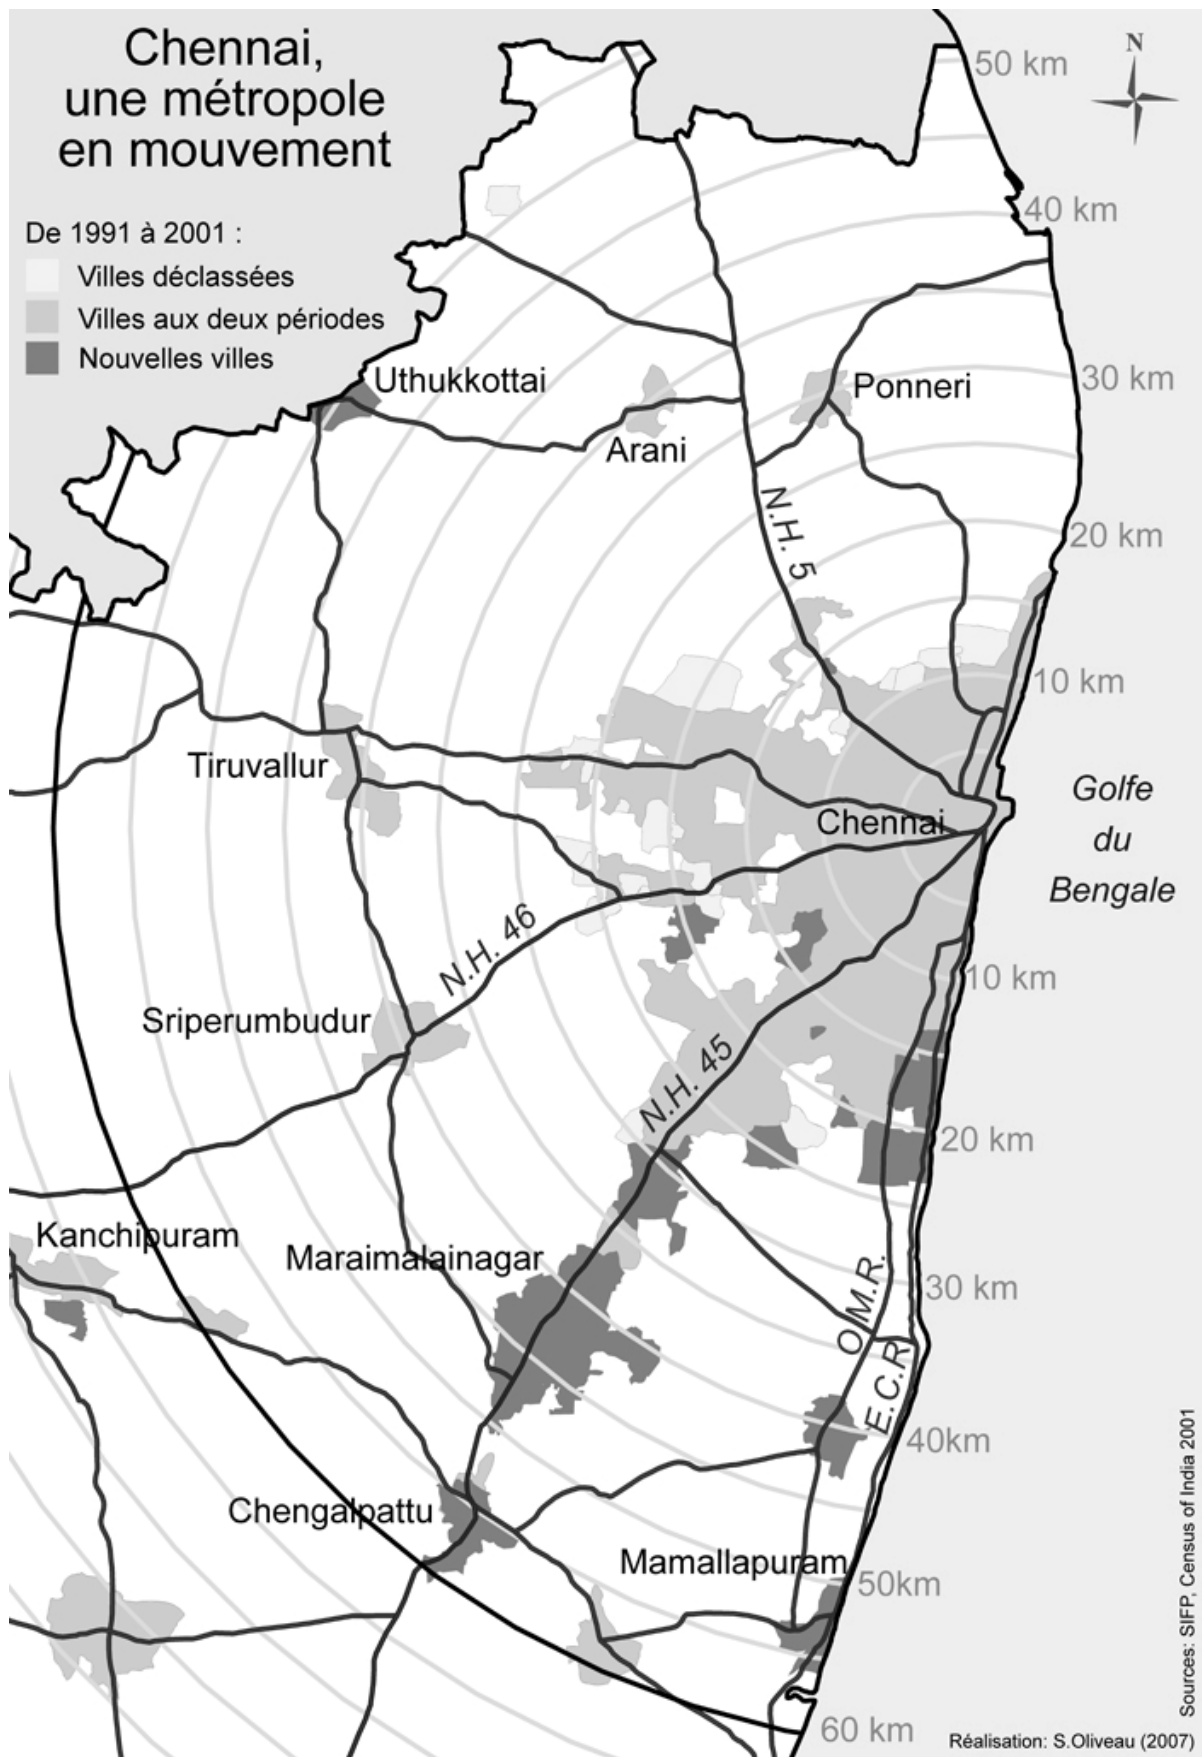 Chennai,
une métropole
en mouvement
De 1991 à 2001 :
Villes déclassées
Villes aux deux périodes
Nouvelles villes
N
50 km
40 km
30 km
20 km
10 km
Uthukkottai
Arani
Ponneri
N.H. 5
Tiruvallur
Chennai
Golfe
du
Bengale
N.H. 46
Sriperumbudur
N.H. 45
10 km
20 km
Kanchipuram
Maraimalainagar
30 km
O.M.R.
E.C.R
40km
Chengalpattu
Mamallapuram
50km
60 km
Sources: SIFP, Census of India 2001
Réalisation: S.Oliveau (2007)